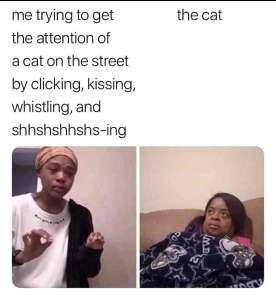 me trying to get
the attention of
a cat on the street
by clicking, kissing,
whistling, and
shhshshhshs-ing
the cat